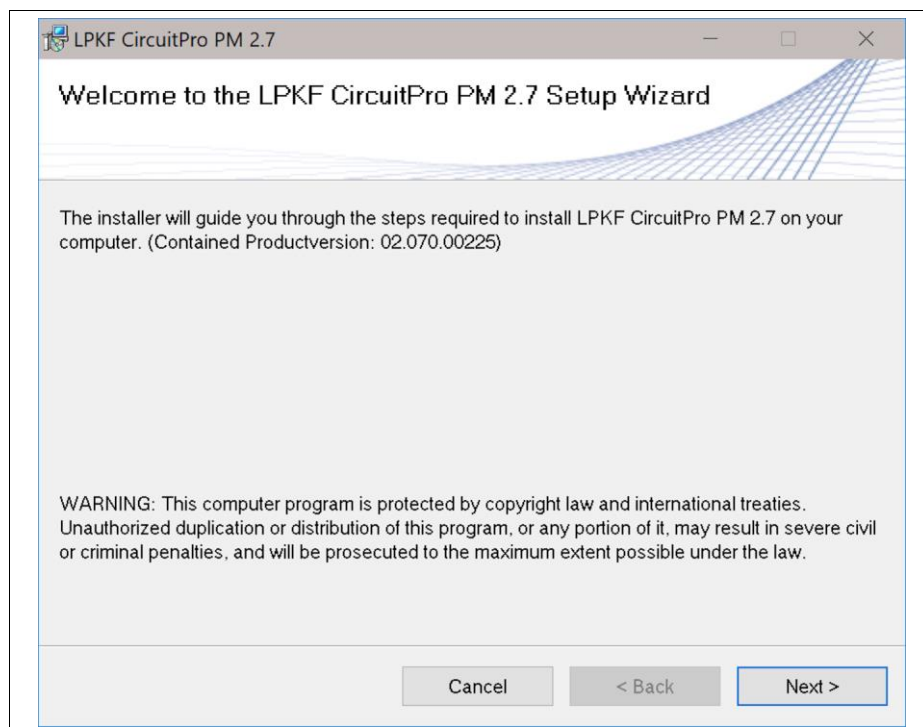 LPKF CircuitPro PM 2.7
Welcome to the LPKF CircuitPro PM 2.7 Setup Wizard
The installer will guide you through the steps required to install LPKF CircuitPro PM 2.7 on your
computer. (Contained Productversion: 02.070.00225)
WARNING: This computer program is protected by copyright law and international treaties.
Unauthorized duplication or distribution of this program, or any portion of it, may result in severe civil
or criminal penalties, and will be prosecuted to the maximum extent possible under the law.
Cancel < Back Next >